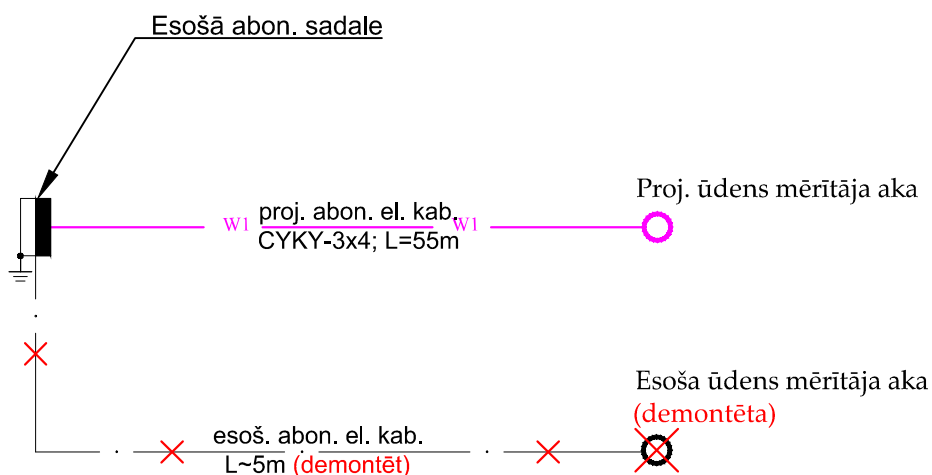 Esošā abon. sadale
Proj. ūdens mērītāja aka
W1 proj. abon. el. kab. W1
CYKY-3x4; L=55m
Esoša ūdens mērītāja aka
(demontēta)
esoš. abon. el. kab.
L~5m (demontēt)